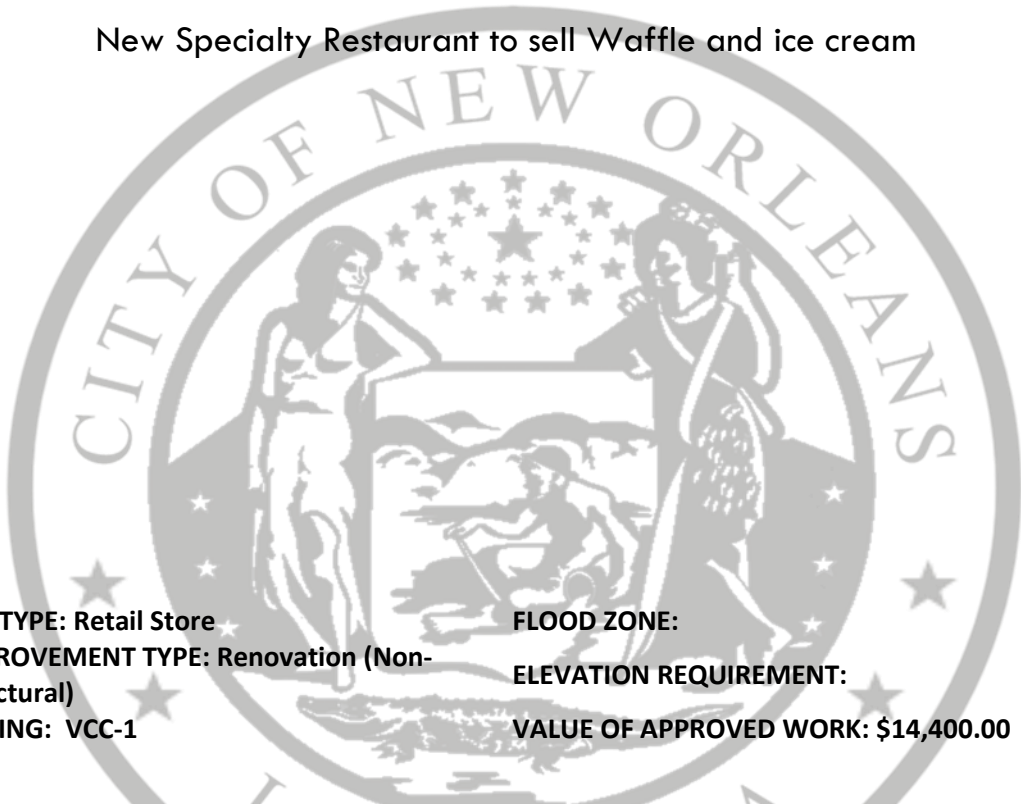 New Specialty Restaurant to sell Waffle and ice cream
CITY OF NEW ORLEANS
TYPE: Retail Store
ROVEMENT TYPE: Renovation (Non-
ctural)
ING: VCC-1
FLOOD ZONE:
ELEVATION REQUIREMENT:
VALUE OF APPROVED WORK: $14,400.00